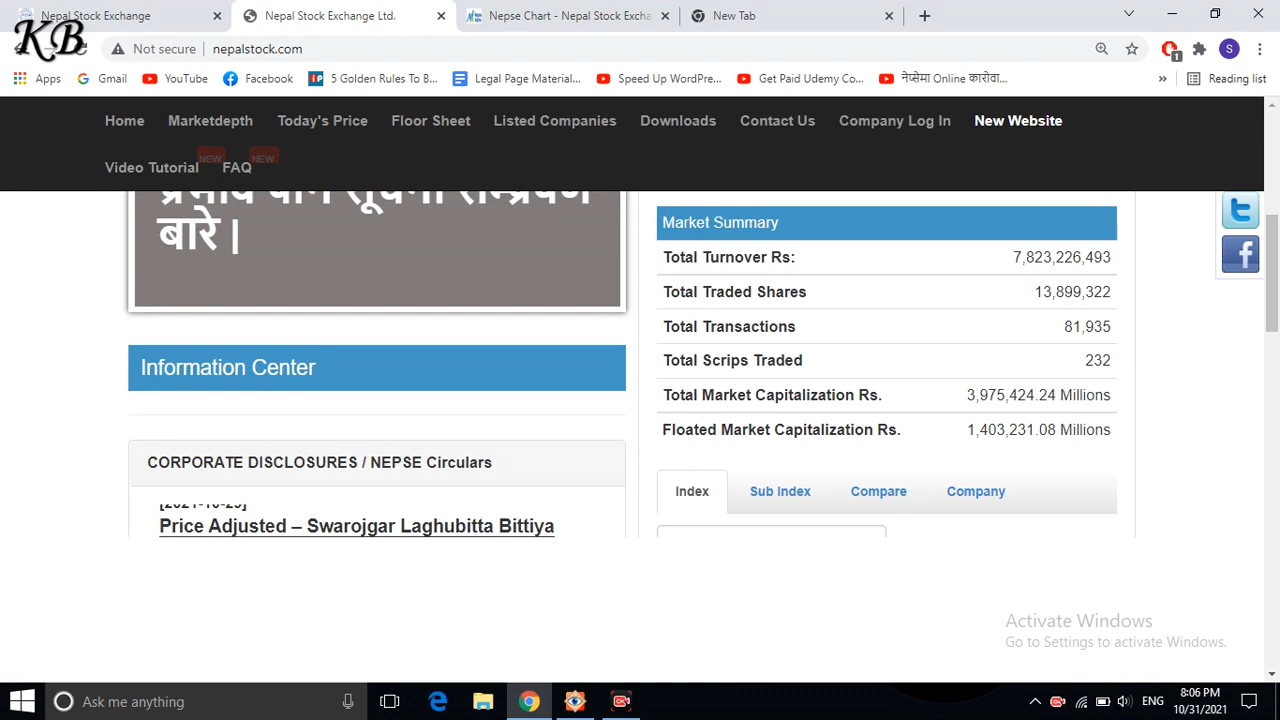 Nepal Stock Exchange
Nepal Stock Exchange Ltd.
Nepse Chart - Nepal Stock Excha
New Tab
KB
Not secure
nepalstock.com
S
1
Apps
Gmail
YouTube
Facebook
5 Golden Rules To B...
Legal Page Material...
Speed Up WordPre...
Get Paid Udemy Co...
नेप्सेमा Online कारोवा...
»
Reading list
Home
Marketdepth
Today's Price
Floor Sheet
Listed Companies
Downloads
Contact Us
Company Log In
New Website
Video Tutorial
NEW
FAQ
NEW
बारे |
Market Summary
Total Turnover Rs: 7,823,226,493
Total Traded Shares 13,899,322
Total Transactions 81,935
Total Scrips Traded 232
Total Market Capitalization Rs. 3,975,424.24 Millions
Floated Market Capitalization Rs. 1,403,231.08 Millions
Information Center
CORPORATE DISCLOSURES / NEPSE Circulars
Price Adjusted – Swarojgar Laghubitta Bittiya
Index
Sub Index
Compare
Company
Activate Windows
Go to Settings to activate Windows.
Ask me anything
ENG
8:06 PM
10/31/2021